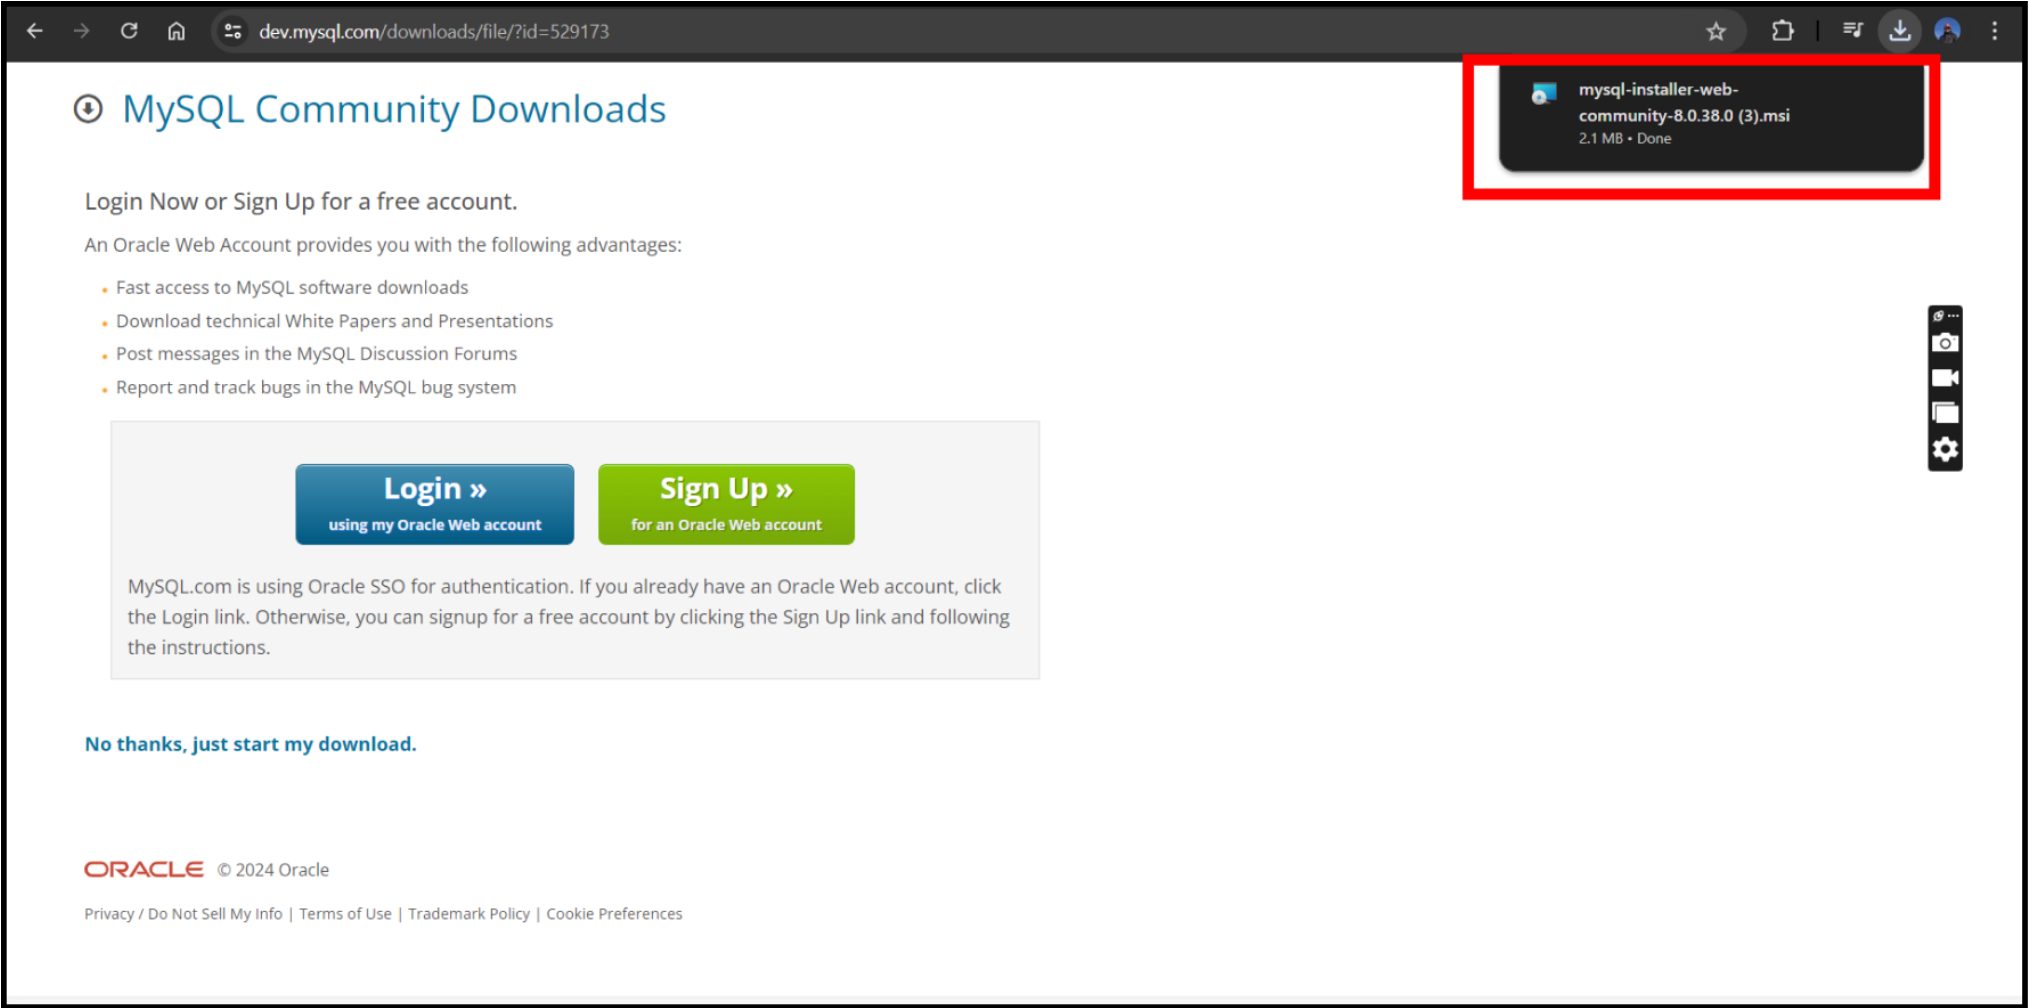 dev.mysql.com/downloads/file/?id=529173
mysql-installer-web-
community-8.0.38.0 (3).msi
2.1 MB • Done
MySQL Community Downloads
Login Now or Sign Up for a free account.
An Oracle Web Account provides you with the following advantages:
• Fast access to MySQL software downloads
• Download technical White Papers and Presentations
• Post messages in the MySQL Discussion Forums
• Report and track bugs in the MySQL bug system
Login »
using my Oracle Web account
Sign Up »
for an Oracle Web account
MySQL.com is using Oracle SSO for authentication. If you already have an Oracle Web account, click
the Login link. Otherwise, you can signup for a free account by clicking the Sign Up link and following
the instructions.
No thanks, just start my download.
ORACLE © 2024 Oracle
Privacy / Do Not Sell My Info | Terms of Use | Trademark Policy | Cookie Preferences